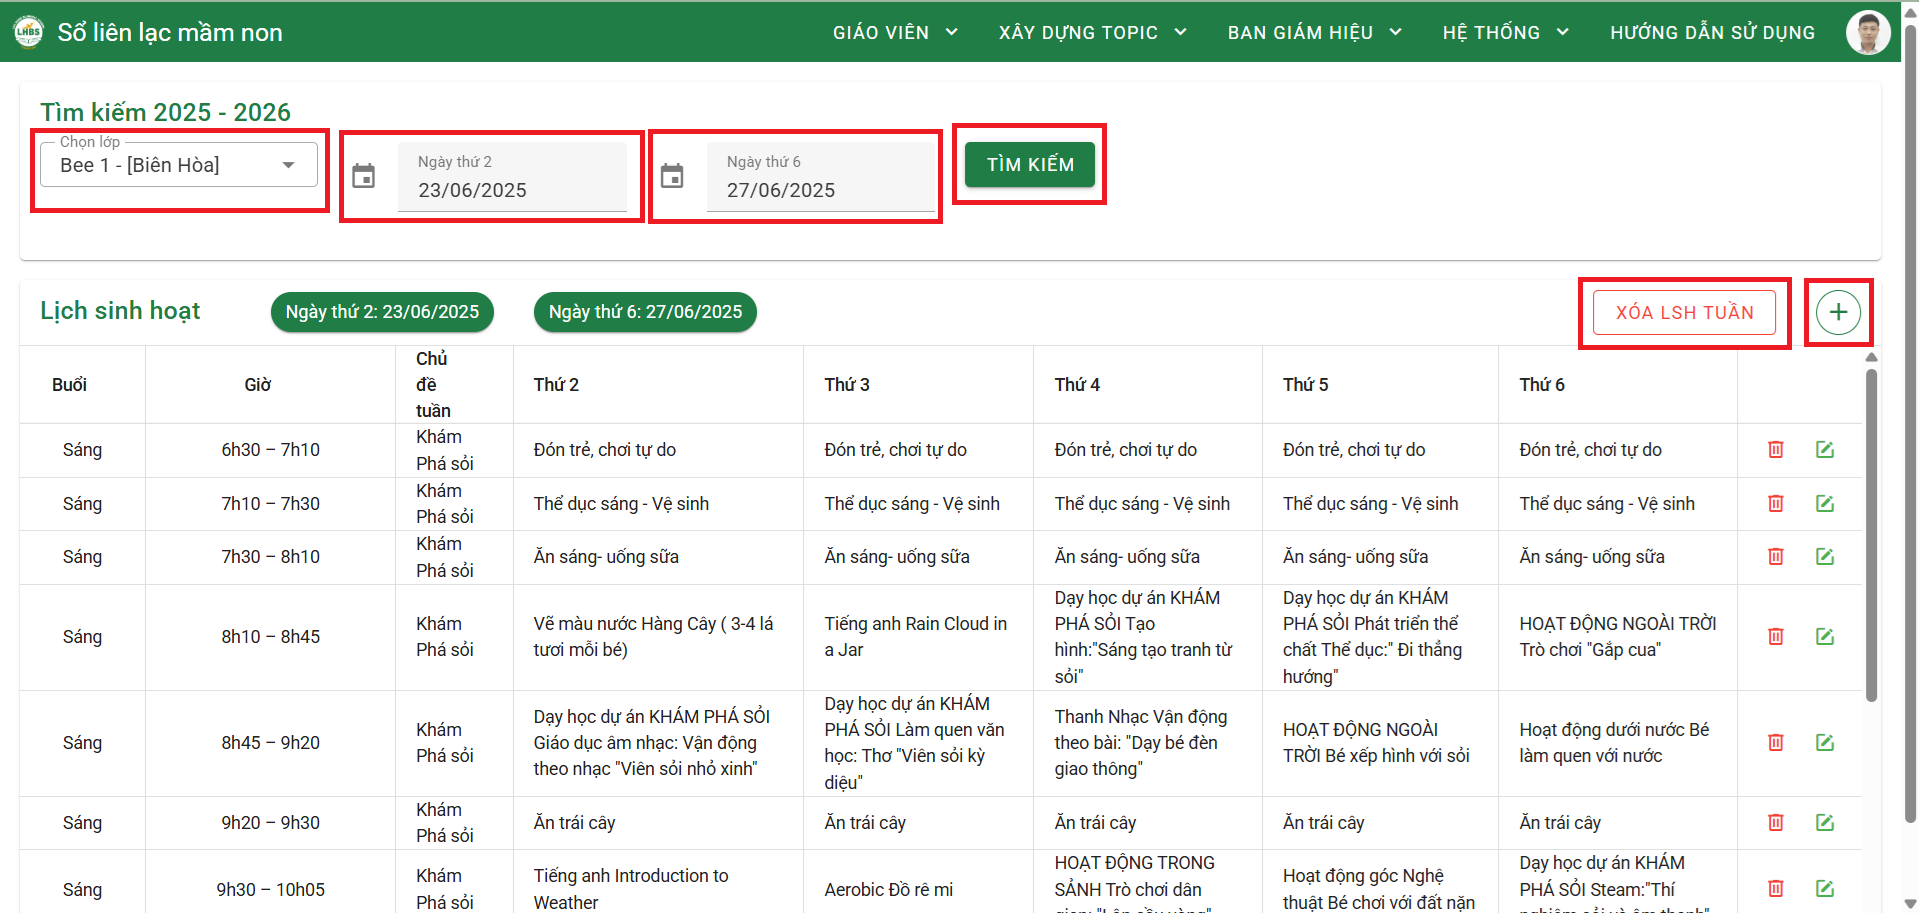 LHBS
Sổ liên lạc mầm non
GIÁO VIÊN
XÂY DỰNG TOPIC
BAN GIÁM HIỆU
HỆ THỐNG
HƯỚNG DẪN SỬ DỤNG
Tìm kiếm 2025 - 2026
Chọn lớp
Bee 1 - [Biên Hòa]
Ngày thứ 2
23/06/2025
Ngày thứ 6
27/06/2025
TÌM KIẾM
Lịch sinh hoạt
Ngày thứ 2: 23/06/2025
Ngày thứ 6: 27/06/2025
XÓA LSH TUẦN
Buổi
Giờ
Chủ
đề
tuần
Thứ 2
Thứ 3
Thứ 4
Thứ 5
Thứ 6
Sáng
6h30 – 7h10
Khám
Phá sỏi
Đón trẻ, chơi tự do
Đón trẻ, chơi tự do
Đón trẻ, chơi tự do
Đón trẻ, chơi tự do
Đón trẻ, chơi tự do
Sáng
7h10 – 7h30
Khám
Phá sỏi
Thể dục sáng - Vệ sinh
Thể dục sáng - Vệ sinh
Thể dục sáng - Vệ sinh
Thể dục sáng - Vệ sinh
Thể dục sáng - Vệ sinh
Sáng
7h30 – 8h10
Khám
Phá sỏi
Ăn sáng- uống sữa
Ăn sáng- uống sữa
Ăn sáng- uống sữa
Ăn sáng- uống sữa
Ăn sáng- uống sữa
Sáng
8h10 – 8h45
Khám
Phá sỏi
Vẽ màu nước Hàng Cây ( 3-4 lá
tươi mỗi bé)
Tiếng anh Rain Cloud in
a Jar
Dạy học dự án KHÁM
PHÁ SỎI Tạo
hình:"Sáng tạo tranh từ
sỏi"
Dạy học dự án KHÁM
PHÁ SỎI Phát triển thể
chất Thể dục:" Đi thẳng
hướng"
HOẠT ĐỘNG NGOÀI TRỜI
Trò chơi "Gắp cua"
Sáng
8h45 – 9h20
Khám
Phá sỏi
Dạy học dự án KHÁM PHÁ SỎI
Giáo dục âm nhạc: Vận động
theo nhạc "Viên sỏi nhỏ xinh"
Dạy học dự án KHÁM
PHÁ SỎI Làm quen văn
học: Thơ "Viên sỏi kỳ
diệu"
Thanh Nhạc Vận động
theo bài: "Dạy bé đèn
giao thông"
HOẠT ĐỘNG NGOÀI
TRỜI Bé xếp hình với sỏi
Hoạt động dưới nước Bé
làm quen với nước
Sáng
9h20 – 9h30
Khám
Phá sỏi
Ăn trái cây
Ăn trái cây
Ăn trái cây
Ăn trái cây
Ăn trái cây
Sáng
9h30 – 10h05
Khám
Phá sỏi
Tiếng anh Introduction to
Weather
Aerobic Đồ rê mi
HOẠT ĐỘNG TRONG
SẢNH Trò chơi dân
Hoạt động góc Nghệ
thuật Bé chơi với đất nặn
Dạy học dự án KHÁM
PHÁ SỎI Steam:"Thí